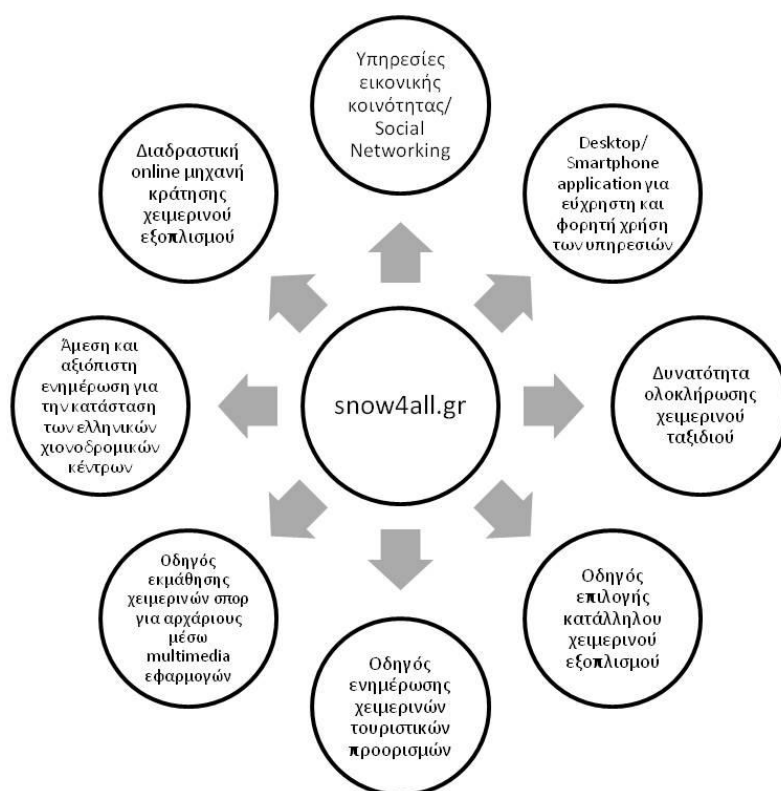 Υπηρεσίες
εικονικής
κοινότητας/
Social
Networking
Desktop/
Smartphone
application για
εύχρηστη και
φορητή χρήση
των υπηρεσιών
Δυνατότητα
ολοκλήρωσης
χειμερινού
ταξιδιού
Οδηγός
επιλογής
κατάλληλου
χειμερινού
εξοπλισμού
Οδηγός
ενημέρωσης
χειμερινών
τουριστικών
προορισμών
Οδηγός
εκμάθησης
χειμερινών σπορ
για αρχάριους
μέσω
multimedia
εφαρμογών
Άμεση και
αξιόπιστη
ενημέρωση για
την κατάσταση
των ελληνικών
χιονοδρομικών
κέντρων
Διαδραστική
online μηχανή
κράτησης
χειμερινού
εξοπλισμού
snow4all.gr